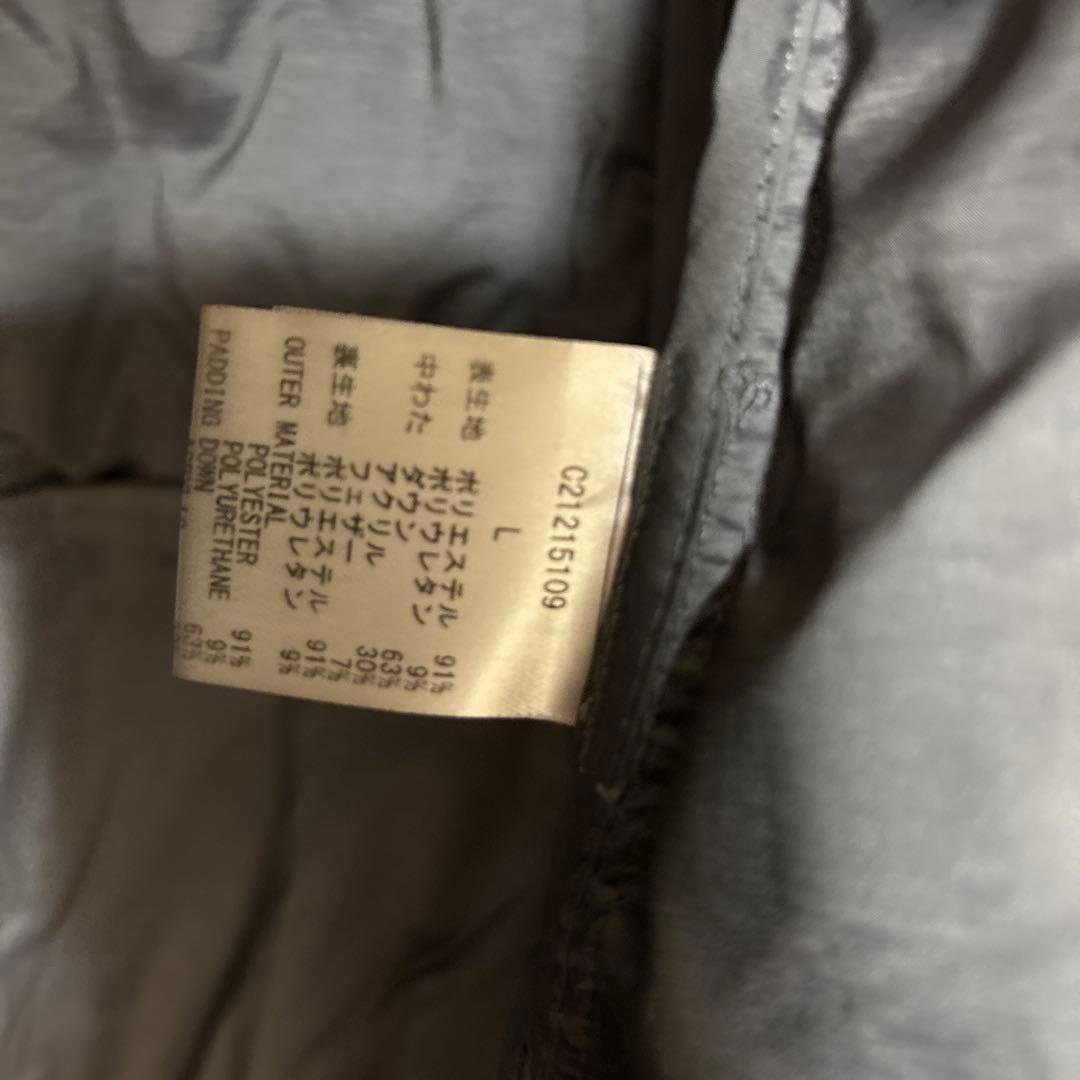 C21215109
L
表生地 ポリエステル 91%
ポリウレタン 9%
中わた ダウン 63%
アクリル 30%
フェザー 7%
裏生地 ポリエステル 91%
ポリウレタン 9%
OUTER MATERIAL
POLYESTER 91%
POLYURETHANE 9%
PADDING DOWN 63%